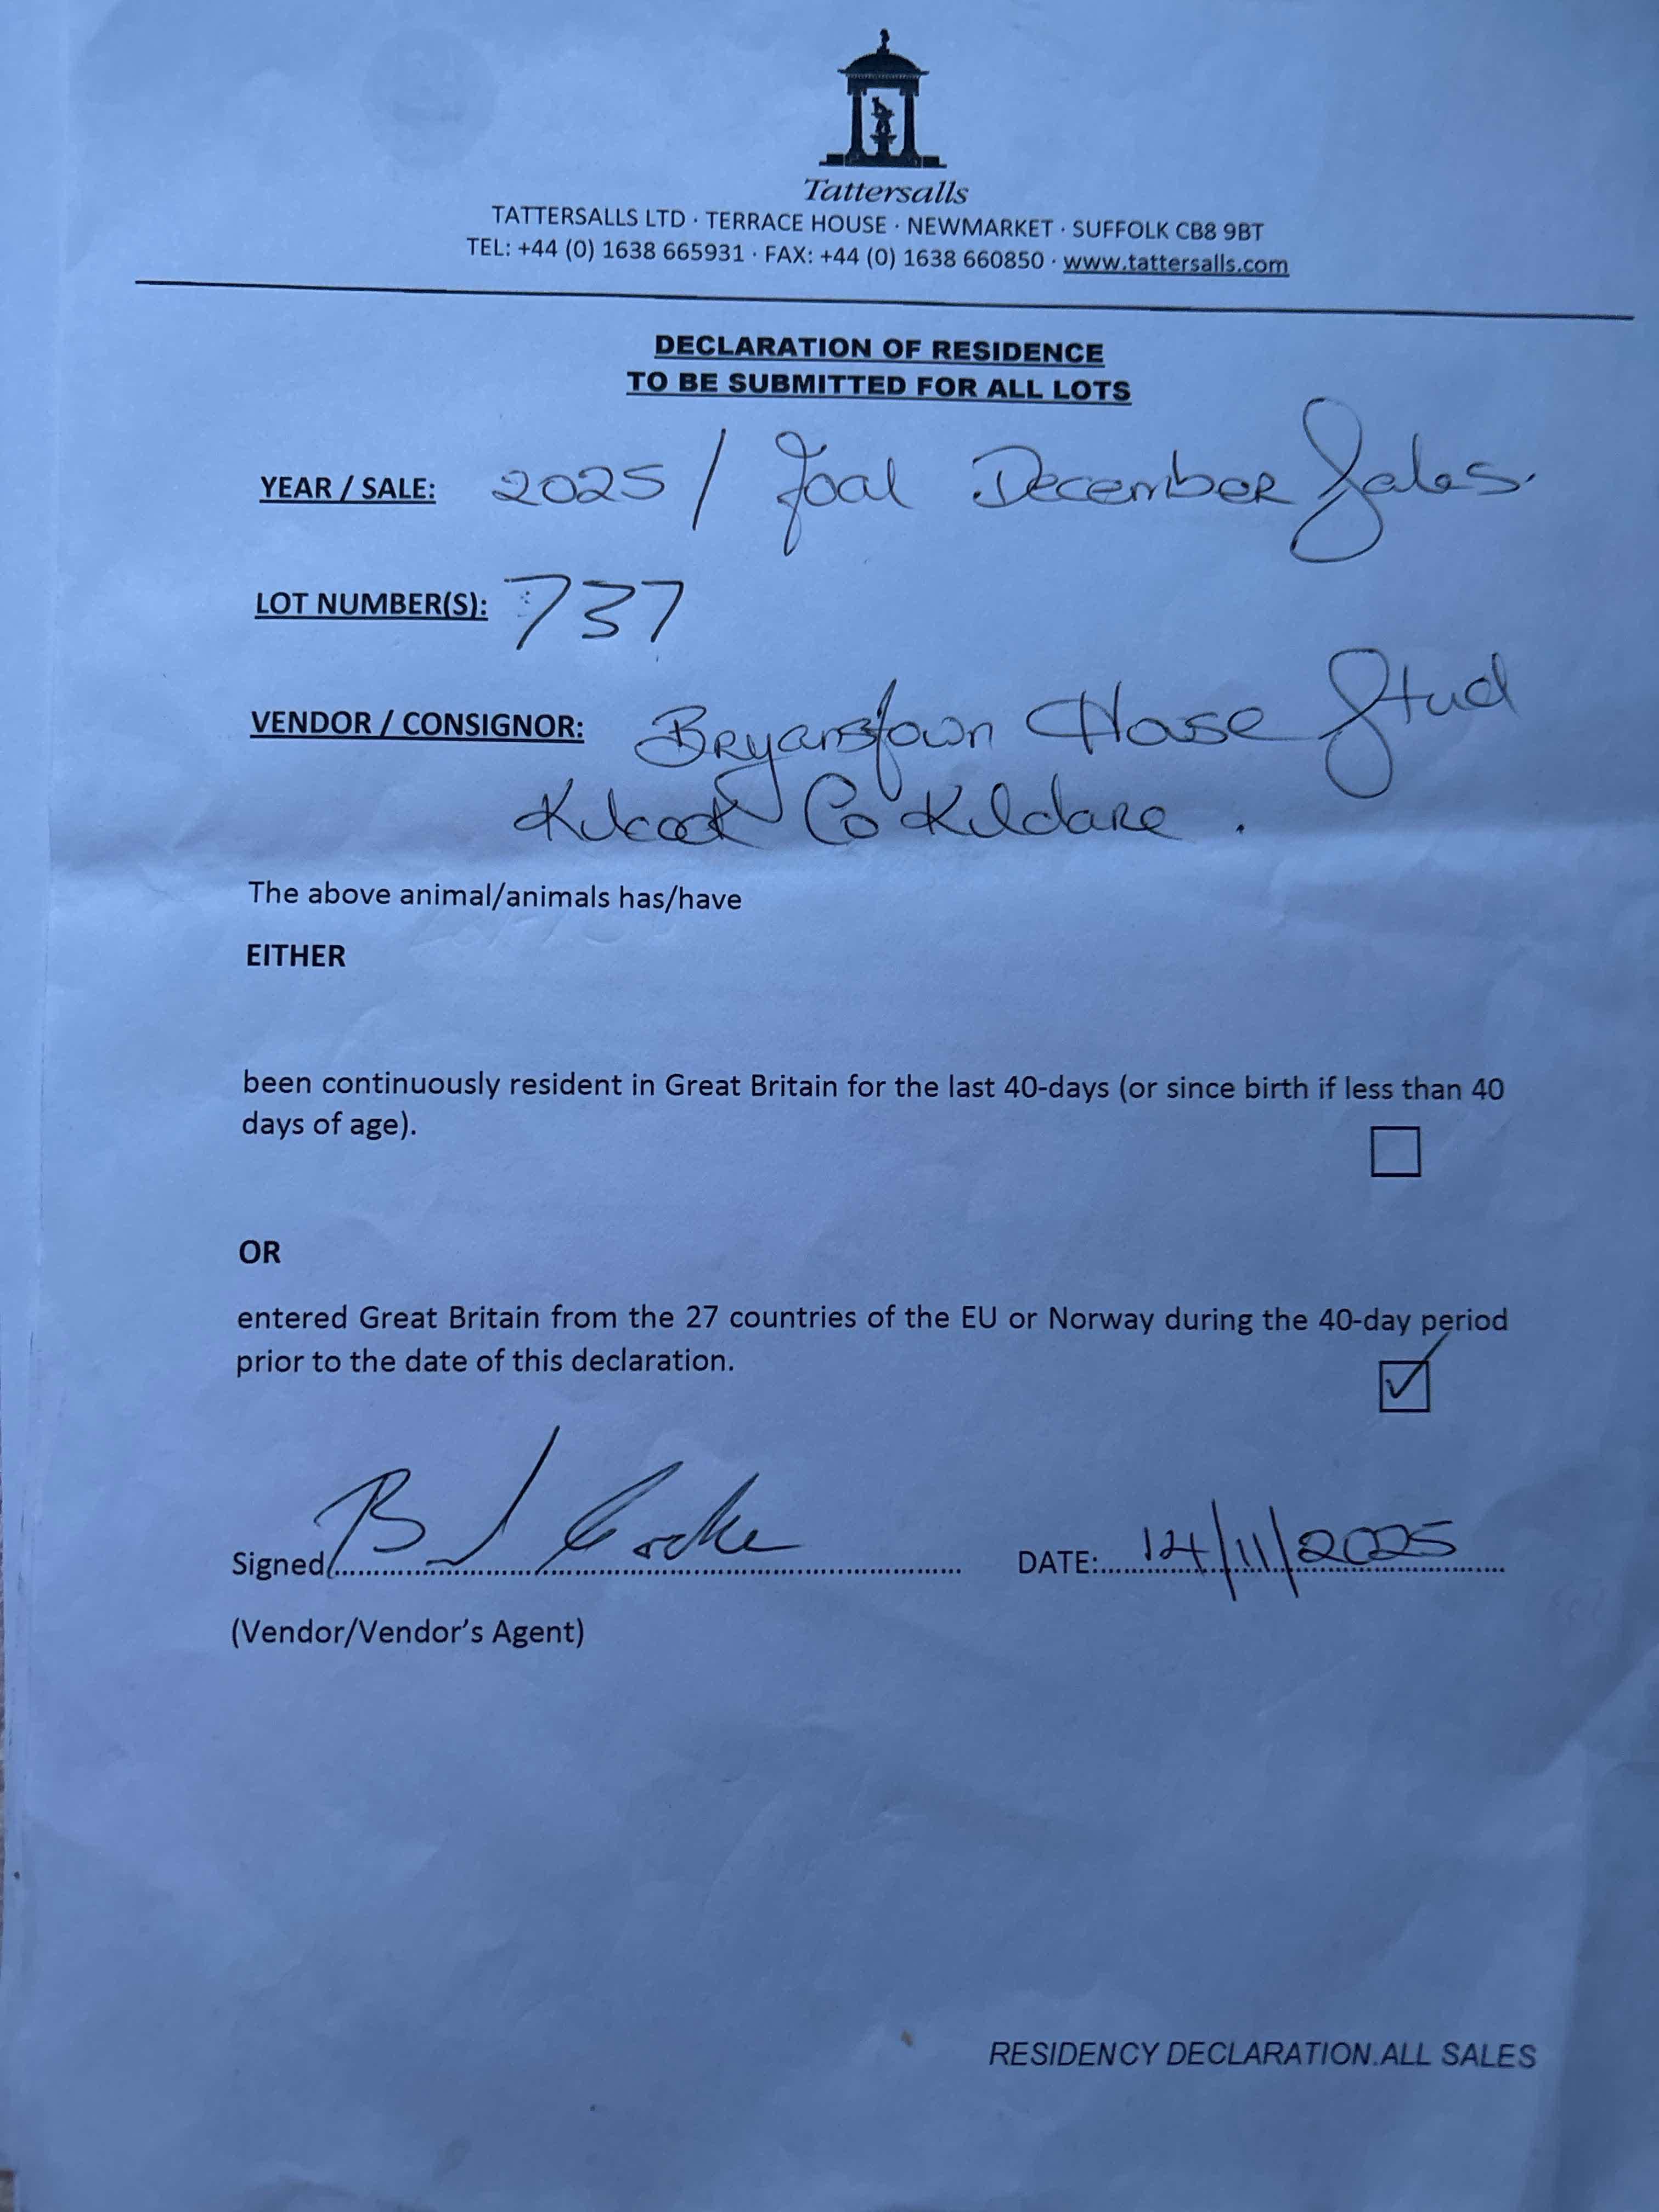 Tattersalls
TATTERSALLS LTD · TERRACE HOUSE · NEWMARKET · SUFFOLK CB8 9BT
TEL: +44 (0) 1638 665931 · FAX: +44 (0) 1638 660850 · www.tattersalls.com
DECLARATION OF RESIDENCE
TO BE SUBMITTED FOR ALL LOTS
YEAR / SALE: 2025 / Foal December Sales.
LOT NUMBER(S): 737
VENDOR / CONSIGNOR: Bryanstown House Stud
Kilcock Co Kildare .
The above animal/animals has/have
EITHER
been continuously resident in Great Britain for the last 40-days (or since birth if less than 40
days of age).
OR
entered Great Britain from the 27 countries of the EU or Norway during the 40-day period
prior to the date of this declaration.
Signed DATE: 14/11/2025
(Vendor/Vendor's Agent)
RESIDENCY DECLARATION.ALL SALES